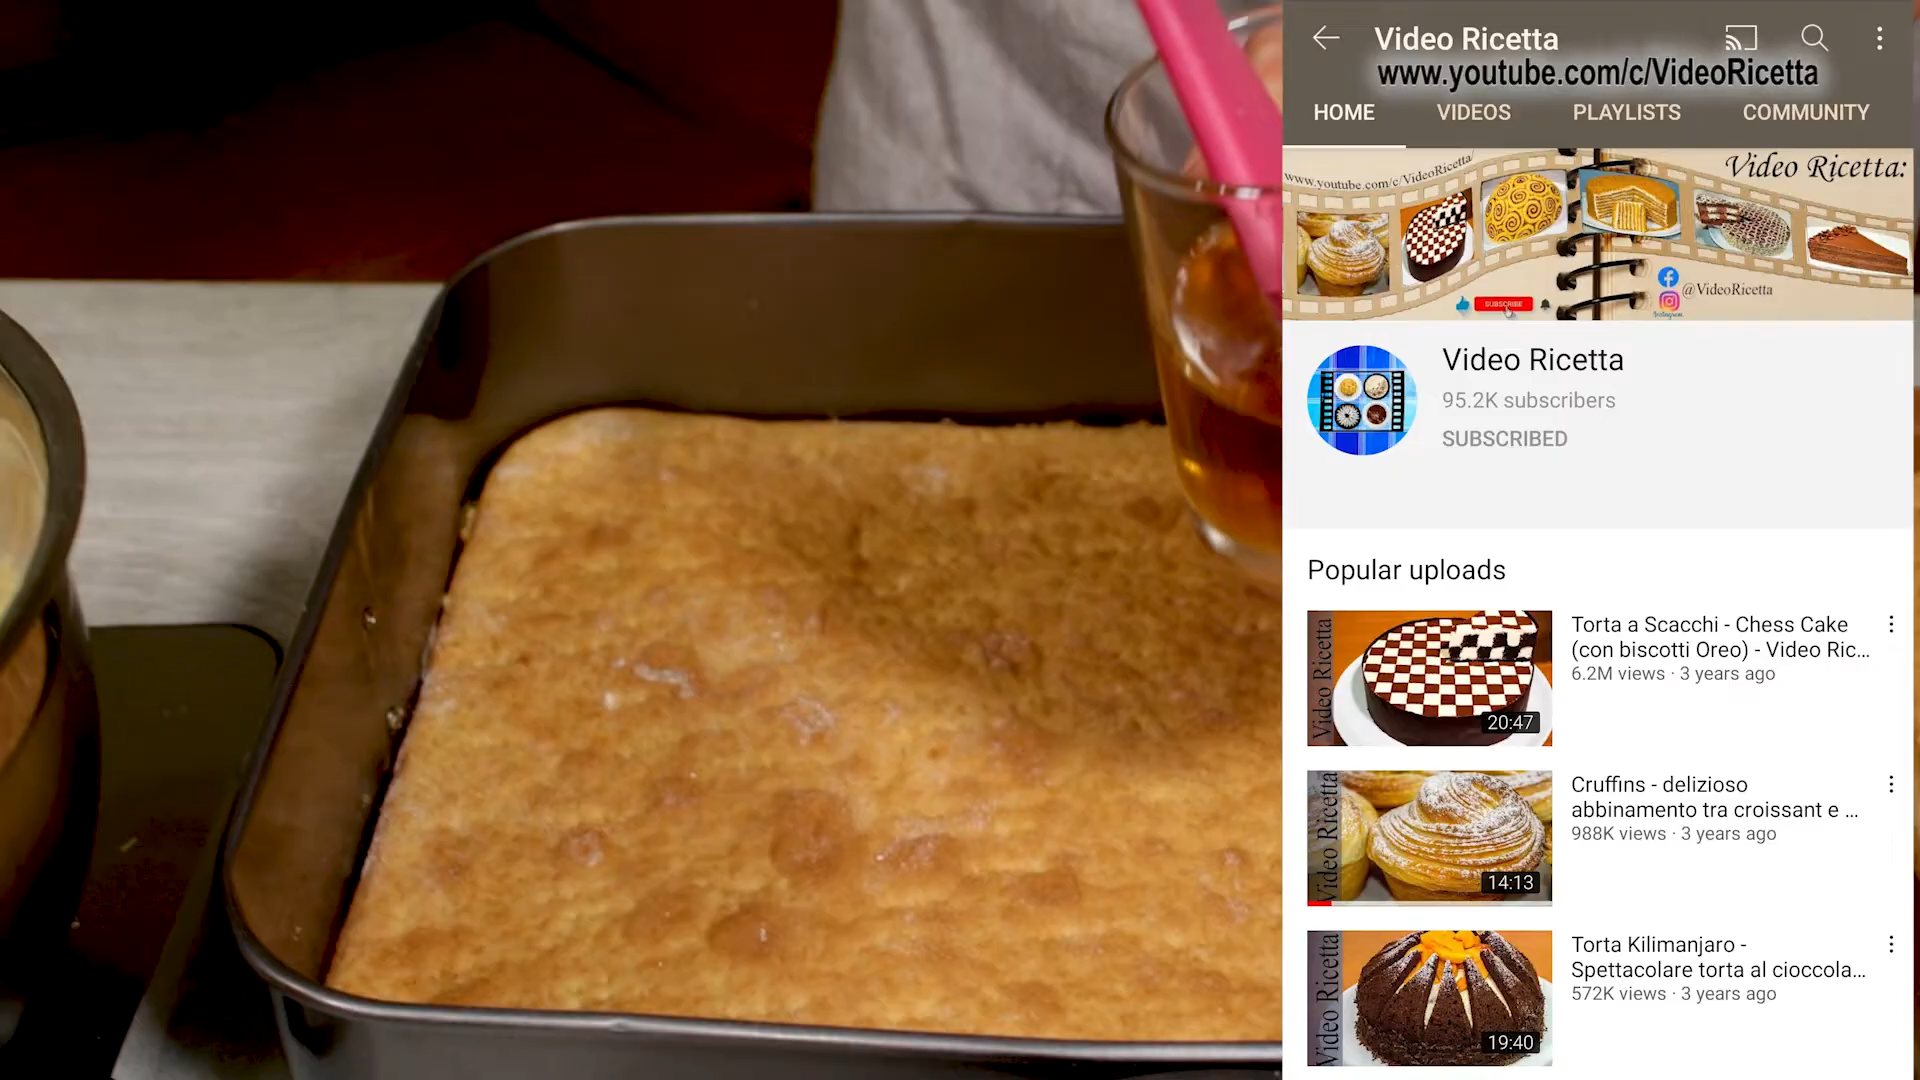 Video Ricetta
www.youtube.com/c/VideoRicetta
HOME VIDEOS PLAYLISTS COMMUNITY
www.youtube.com/c/VideoRicetta/
Video Ricetta:
@VideoRicetta
SUBSCRIBE
Instagram
Video Ricetta
95.2K subscribers
SUBSCRIBED
Popular uploads
Video Ricetta
20:47
Torta a Scacchi - Chess Cake
(con biscotti Oreo) - Video Ric...
6.2M views · 3 years ago
Video Ricetta
14:13
Cruffins - delizioso
abbinamento tra croissant e ...
988K views · 3 years ago
Video Ricetta
19:40
Torta Kilimanjaro -
Spettacolare torta al cioccola...
572K views · 3 years ago